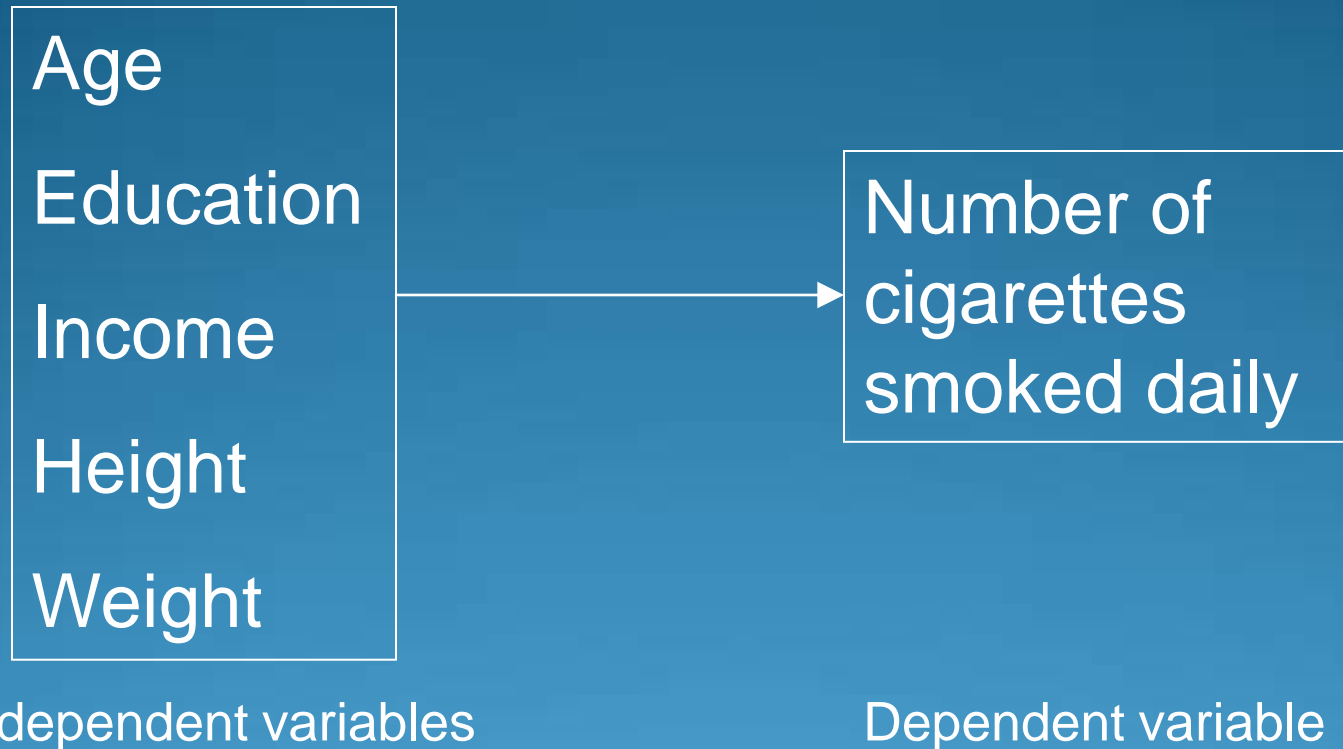 Age
Education
Income
Height
Weight
Number of
cigarettes
smoked daily
dependent variables
Dependent variable